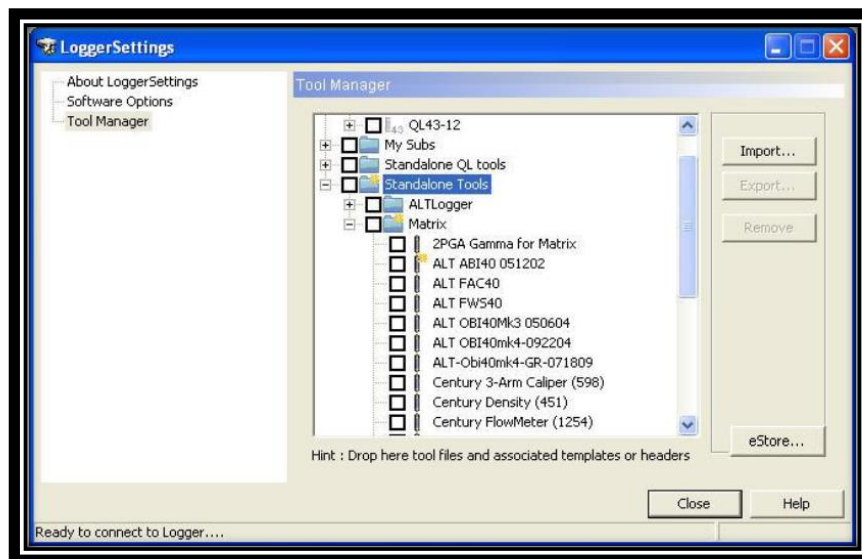 LoggerSettings
About LoggerSettings
Software Options
Tool Manager
Tool Manager
QL43-12
My Subs
Standalone QL tools
Standalone Tools
ALTLogger
Matrix
2PGA Gamma for Matrix
ALT ABI40 051202
ALT FAC40
ALT FWS40
ALT OBI40Mk3 050604
ALT OBI40mk4-092204
ALT-Obi40mk4-GR-071809
Century 3-Arm Caliper (598)
Century Density (451)
Century FlowMeter (1254)
Import...
Export...
Remove
eStore...
Hint : Drop here tool files and associated templates or headers
Close
Help
Ready to connect to Logger....